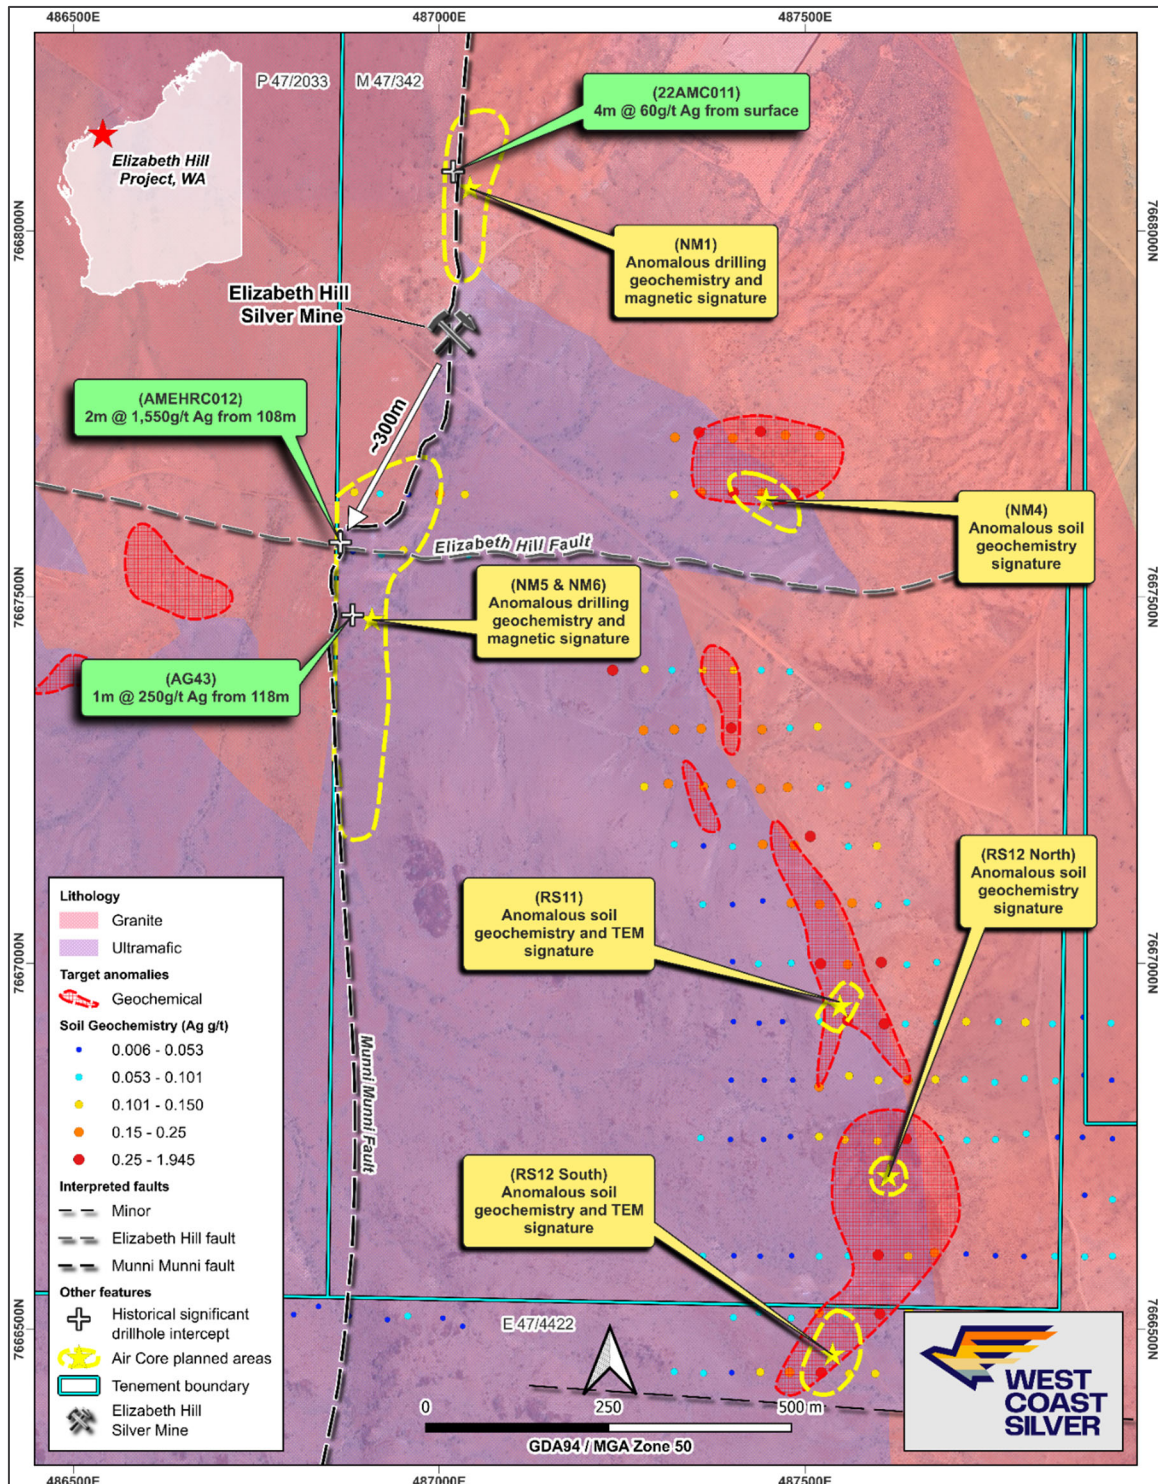 486500E
487000E
487500E
P 47/2033
M 47/342
(22AMC011)
4m @ 60g/t Ag from surface
Elizabeth Hill
Project, WA
7668000N
7668000N
(NM1)
Anomalous drilling
geochemistry and
magnetic signature
Elizabeth Hill
Silver Mine
(AMEHRC012)
2m @ 1,550g/t Ag from 108m
~300m
(NM4)
Anomalous soil
geochemistry
signature
Elizabeth Hill Fault
7667500N
7667500N
(NM5 & NM6)
Anomalous drilling
geochemistry and
magnetic signature
(AG43)
1m @ 250g/t Ag from 118m
(RS12 North)
Anomalous soil
geochemistry
signature
(RS11)
Anomalous soil
geochemistry and TEM
signature
7667000N
7667000N
Munni Munni Fault
(RS12 South)
Anomalous soil
geochemistry and TEM
signature
Lithology
Granite
Ultramafic
Target anomalies
Geochemical
Soil Geochemistry (Ag g/t)
0.006 - 0.053
0.053 - 0.101
0.101 - 0.150
0.15 - 0.25
0.25 - 1.945
Interpreted faults
Minor
Elizabeth Hill fault
Munni Munni fault
Other features
Historical significant
drillhole intercept
Air Core planned areas
Tenement boundary
Elizabeth Hill
Silver Mine
7666500N
7666500N
E 47/4422
0 250 500 m
GDA94 / MGA Zone 50
WEST
COAST
SILVER
486500E
487000E
487500E